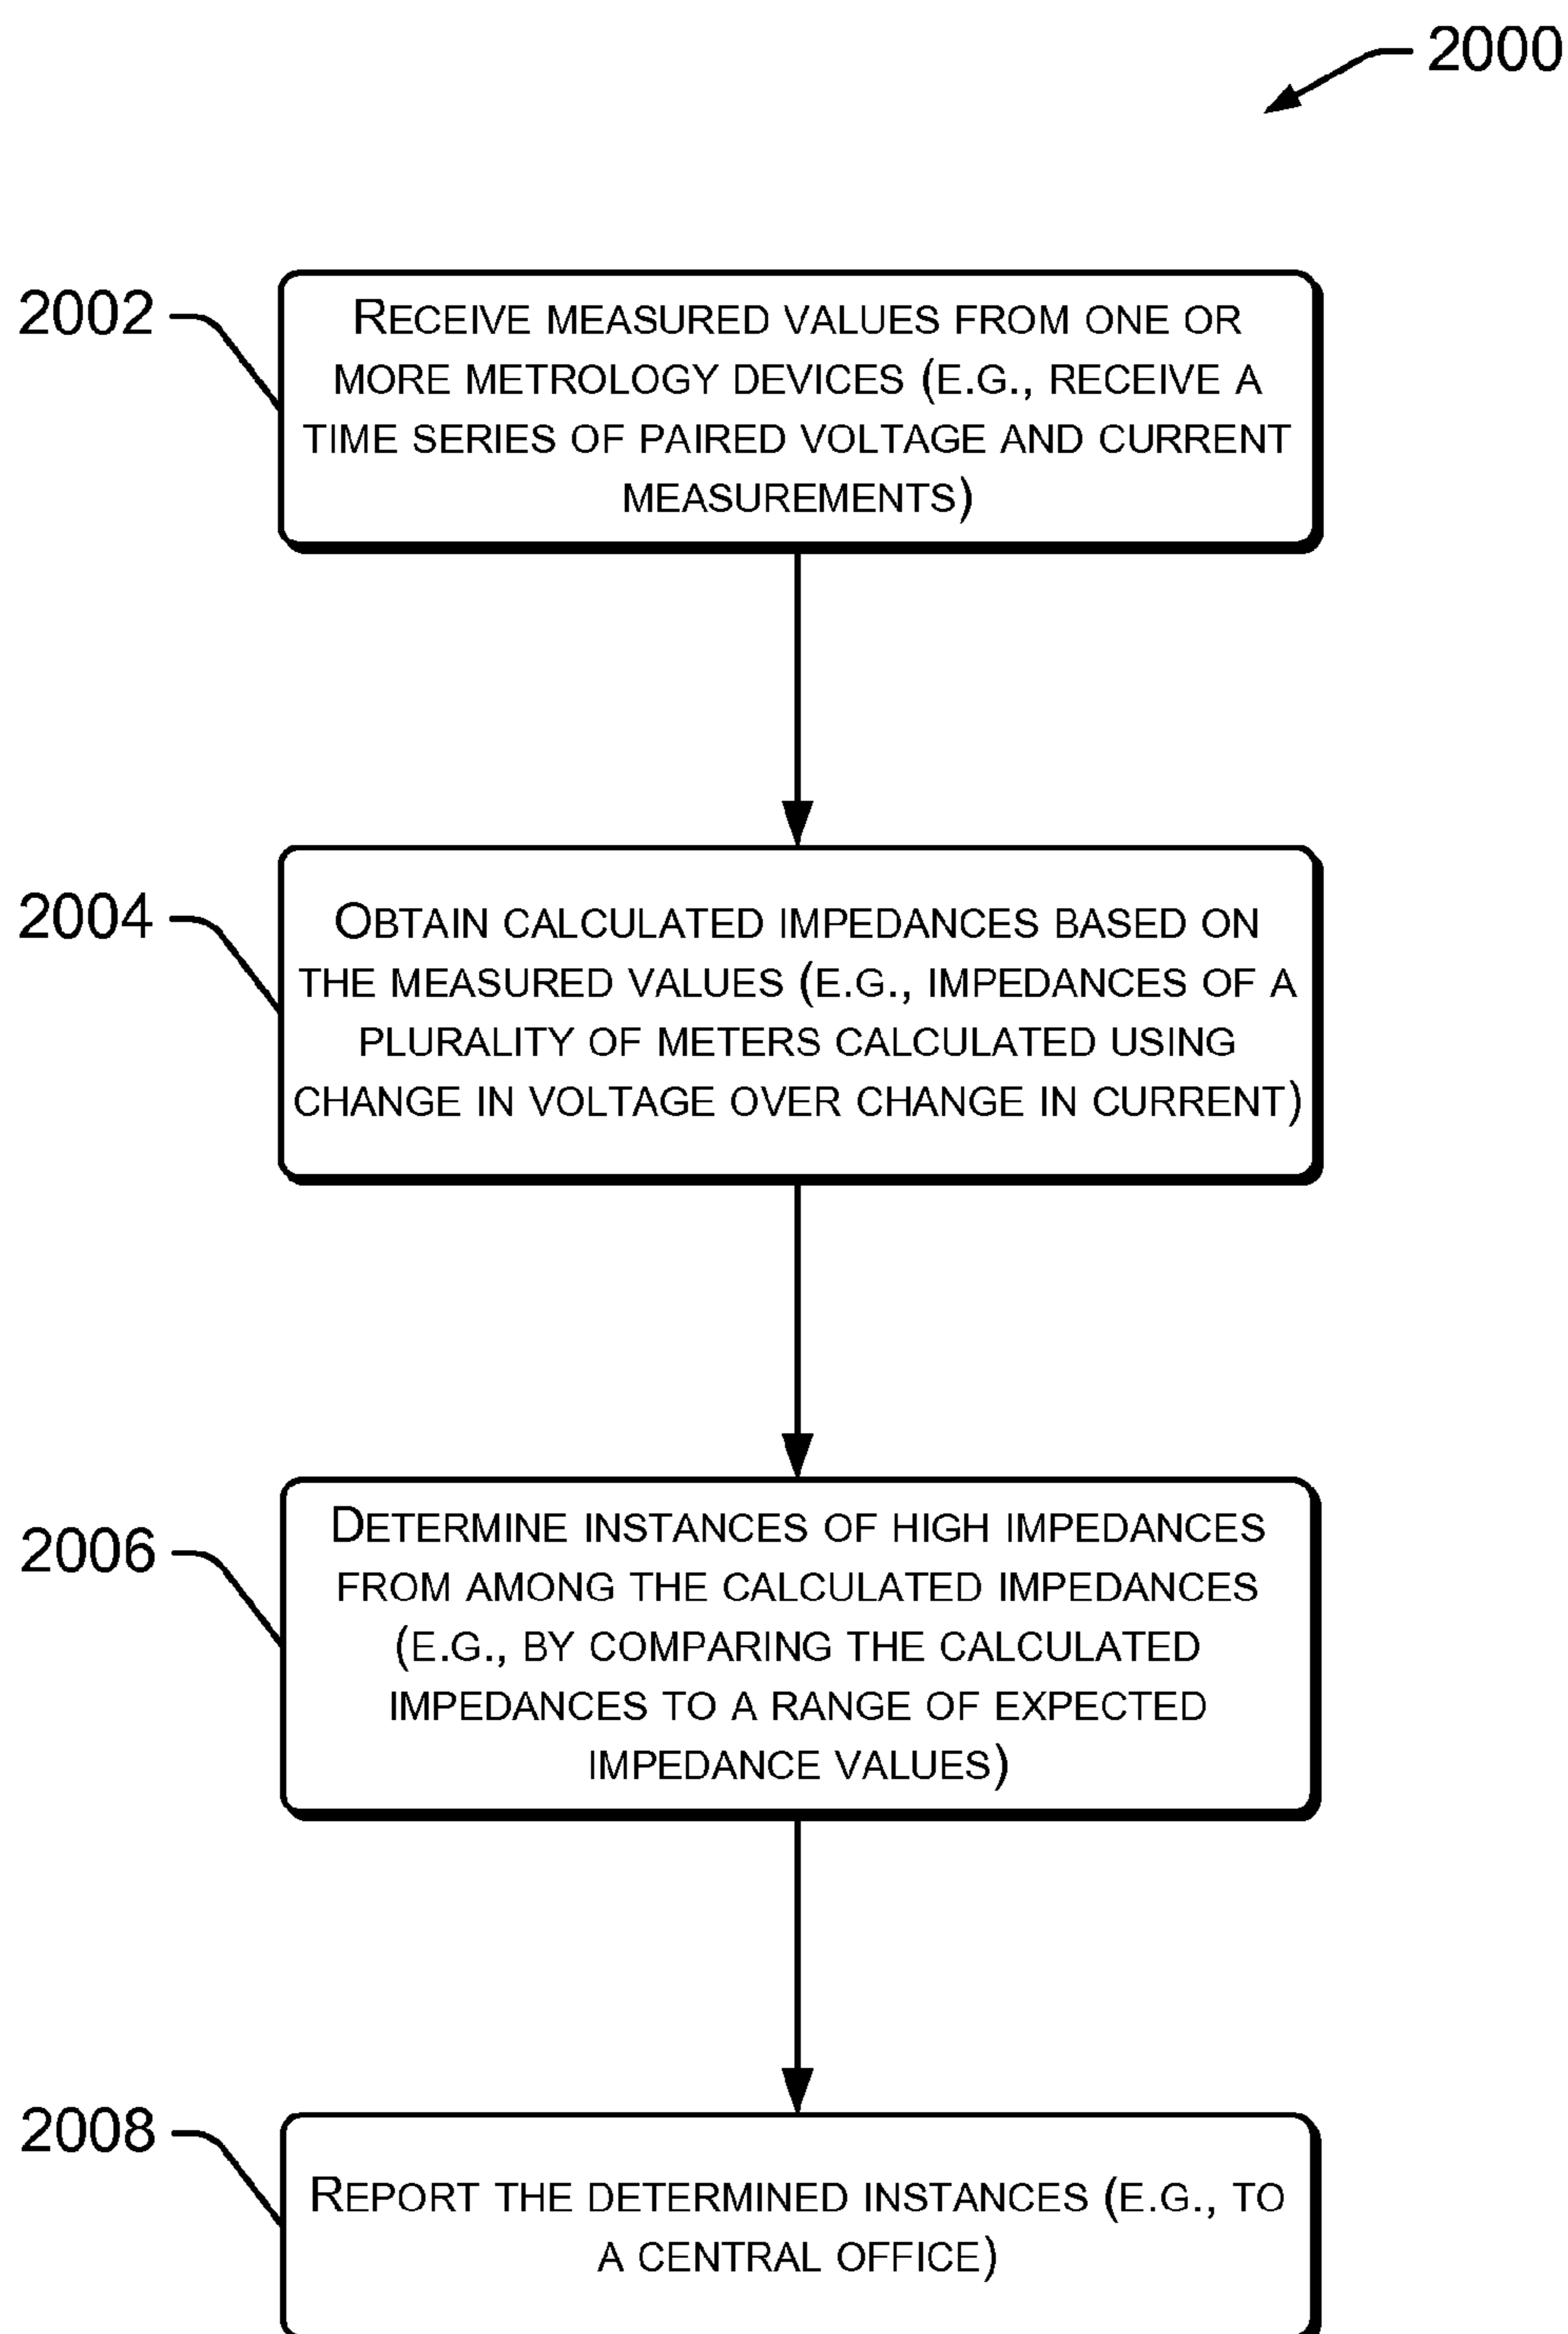 2000
2002
RECEIVE MEASURED VALUES FROM ONE OR
MORE METROLOGY DEVICES (E.G., RECEIVE A
TIME SERIES OF PAIRED VOLTAGE AND CURRENT
MEASUREMENTS)
2004
OBTAIN CALCULATED IMPEDANCES BASED ON
THE MEASURED VALUES (E.G., IMPEDANCES OF A
PLURALITY OF METERS CALCULATED USING
CHANGE IN VOLTAGE OVER CHANGE IN CURRENT)
2006
DETERMINE INSTANCES OF HIGH IMPEDANCES
FROM AMONG THE CALCULATED IMPEDANCES
(E.G., BY COMPARING THE CALCULATED
IMPEDANCES TO A RANGE OF EXPECTED
IMPEDANCE VALUES)
2008
REPORT THE DETERMINED INSTANCES (E.G., TO
A CENTRAL OFFICE)